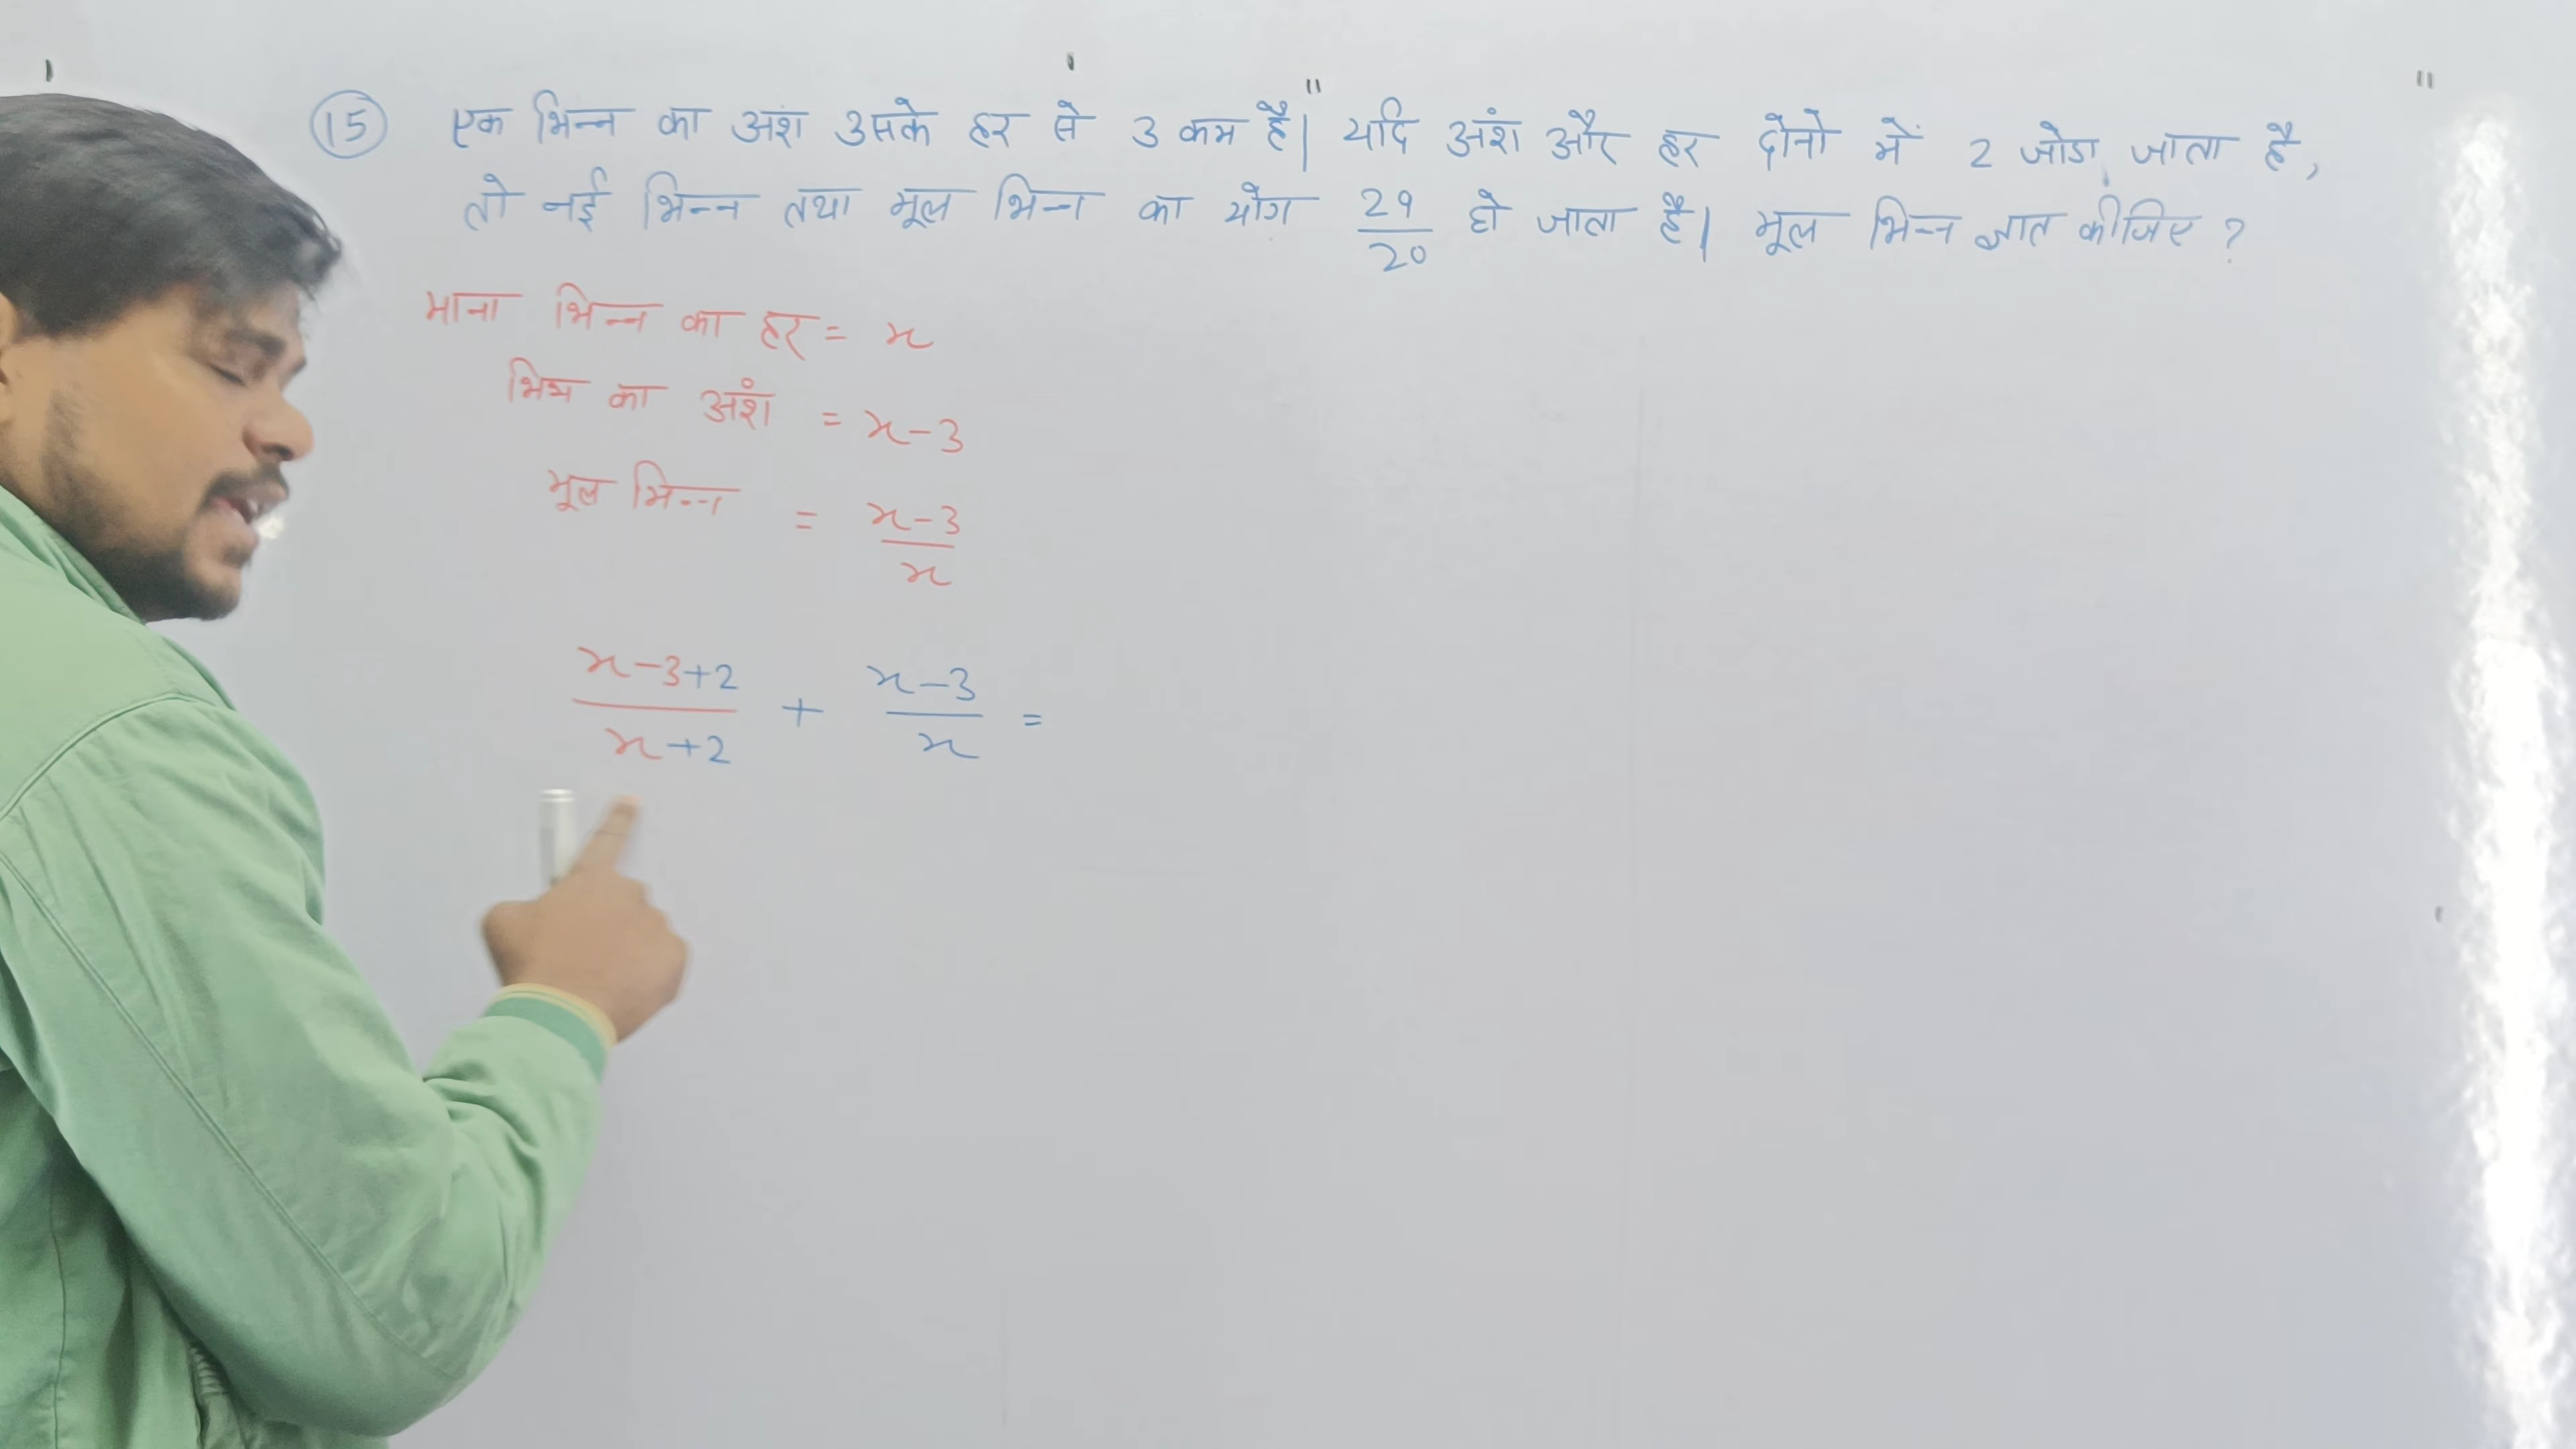 15 एक भिन्न का अंश उसके हर से 3 कम है। यदि अंश और हर दोनो में 2 जोडा जाता है,
तो नई भिन्न तथा मूल भिन्न का योग 29/20 हो जाता है। मूल भिन्न ज्ञात कीजिए ?
माना भिन्न का हर = x
भिन्न का अंश = x-3
मूल भिन्न = x-3/x
x-3+2/x+2 + x-3/x =